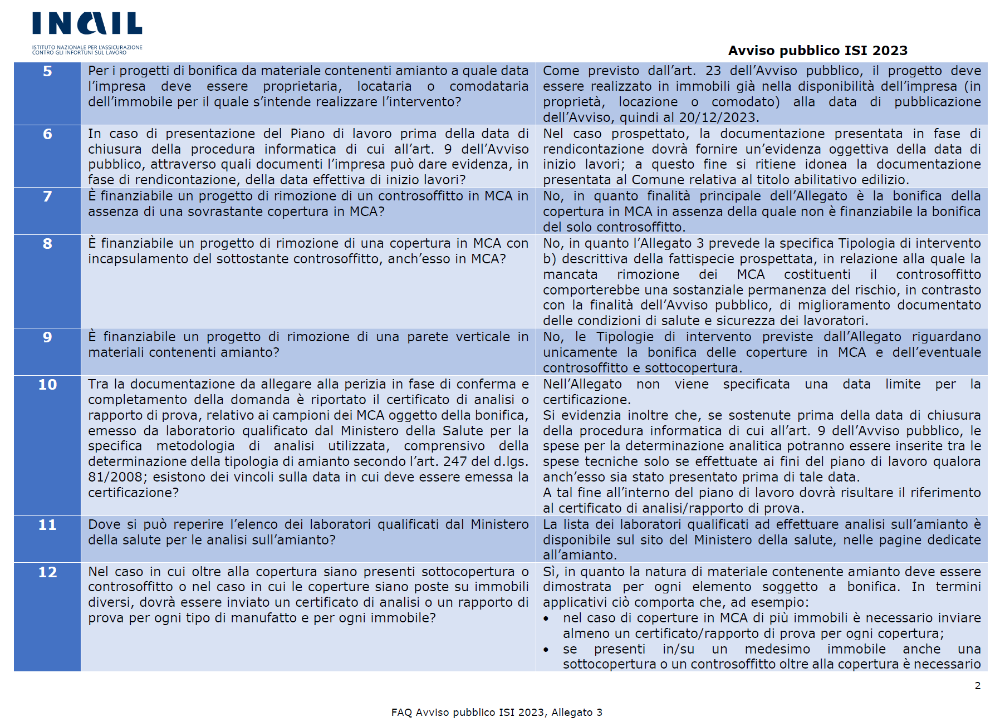 INAIL
ISTITUTO NAZIONALE PER L'ASSICURAZIONE
CONTRO GLI INFORTUNI SUL LAVORO
Avviso pubblico ISI 2023
5
Per i progetti di bonifica da materiale contenenti amianto a quale data
l’impresa deve essere proprietaria, locataria o comodataria
dell’immobile per il quale s’intende realizzare l’intervento?
Come previsto dall’art. 23 dell’Avviso pubblico, il progetto deve
essere realizzato in immobili già nella disponibilità dell’impresa (in
proprietà, locazione o comodato) alla data di pubblicazione
dell’Avviso, quindi al 20/12/2023.
6
In caso di presentazione del Piano di lavoro prima della data di
chiusura della procedura informatica di cui all’art. 9 dell’Avviso
pubblico, attraverso quali documenti l’impresa può dare evidenza, in
fase di rendicontazione, della data effettiva di inizio lavori?
Nel caso prospettato, la documentazione presentata in fase di
rendicontazione dovrà fornire un’evidenza oggettiva della data di
inizio lavori; a questo fine si ritiene idonea la documentazione
presentata al Comune relativa al titolo abilitativo edilizio.
7
È finanziabile un progetto di rimozione di un controsoffitto in MCA in
assenza di una sovrastante copertura in MCA?
No, in quanto finalità principale dell’Allegato è la bonifica della
copertura in MCA in assenza della quale non è finanziabile la bonifica
del solo controsoffitto.
8
È finanziabile un progetto di rimozione di una copertura in MCA con
incapsulamento del sottostante controsoffitto, anch’esso in MCA?
No, in quanto l’Allegato 3 prevede la specifica Tipologia di intervento
b) descrittiva della fattispecie prospettata, in relazione alla quale la
mancata rimozione dei MCA costituenti il controsoffitto
comporterebbe una sostanziale permanenza del rischio, in contrasto
con la finalità dell’Avviso pubblico, di miglioramento documentato
delle condizioni di salute e sicurezza dei lavoratori.
9
È finanziabile un progetto di rimozione di una parete verticale in
materiali contenenti amianto?
No, le Tipologie di intervento previste dall’Allegato riguardano
unicamente la bonifica delle coperture in MCA e dell’eventuale
controsoffitto e sottocopertura.
10
Tra la documentazione da allegare alla perizia in fase di conferma e
completamento della domanda è riportato il certificato di analisi o
rapporto di prova, relativo ai campioni dei MCA oggetto della bonifica,
emesso da laboratorio qualificato dal Ministero della Salute per la
specifica metodologia di analisi utilizzata, comprensivo della
determinazione della tipologia di amianto secondo l’art. 247 del d.lgs.
81/2008; esistono dei vincoli sulla data in cui deve essere emessa la
certificazione?
Nell’Allegato non viene specificata una data limite per la
certificazione.
Si evidenzia inoltre che, se sostenute prima della data di chiusura
della procedura informatica di cui all’art. 9 dell’Avviso pubblico, le
spese per la determinazione analitica potranno essere inserite tra le
spese tecniche solo se effettuate ai fini del piano di lavoro qualora
anch’esso sia stato presentato prima di tale data.
A tal fine all’interno del piano di lavoro dovrà risultare il riferimento
al certificato di analisi/rapporto di prova.
11
Dove si può reperire l’elenco dei laboratori qualificati dal Ministero
della salute per le analisi sull’amianto?
La lista dei laboratori qualificati ad effettuare analisi sull’amianto è
disponibile sul sito del Ministero della salute, nelle pagine dedicate
all’amianto.
12
Nel caso in cui oltre alla copertura siano presenti sottocopertura o
controsoffitto o nel caso in cui le coperture siano poste su immobili
diversi, dovrà essere inviato un certificato di analisi o un rapporto di
prova per ogni tipo di manufatto e per ogni immobile?
Sì, in quanto la natura di materiale contenente amianto deve essere
dimostrata per ogni elemento soggetto a bonifica. In termini
applicativi ciò comporta che, ad esempio:
• nel caso di coperture in MCA di più immobili è necessario inviare
almeno un certificato/rapporto di prova per ogni copertura;
• se presenti in/su un medesimo immobile anche una
sottocopertura o un controsoffitto oltre alla copertura è necessario
2
FAQ Avviso pubblico ISI 2023, Allegato 3